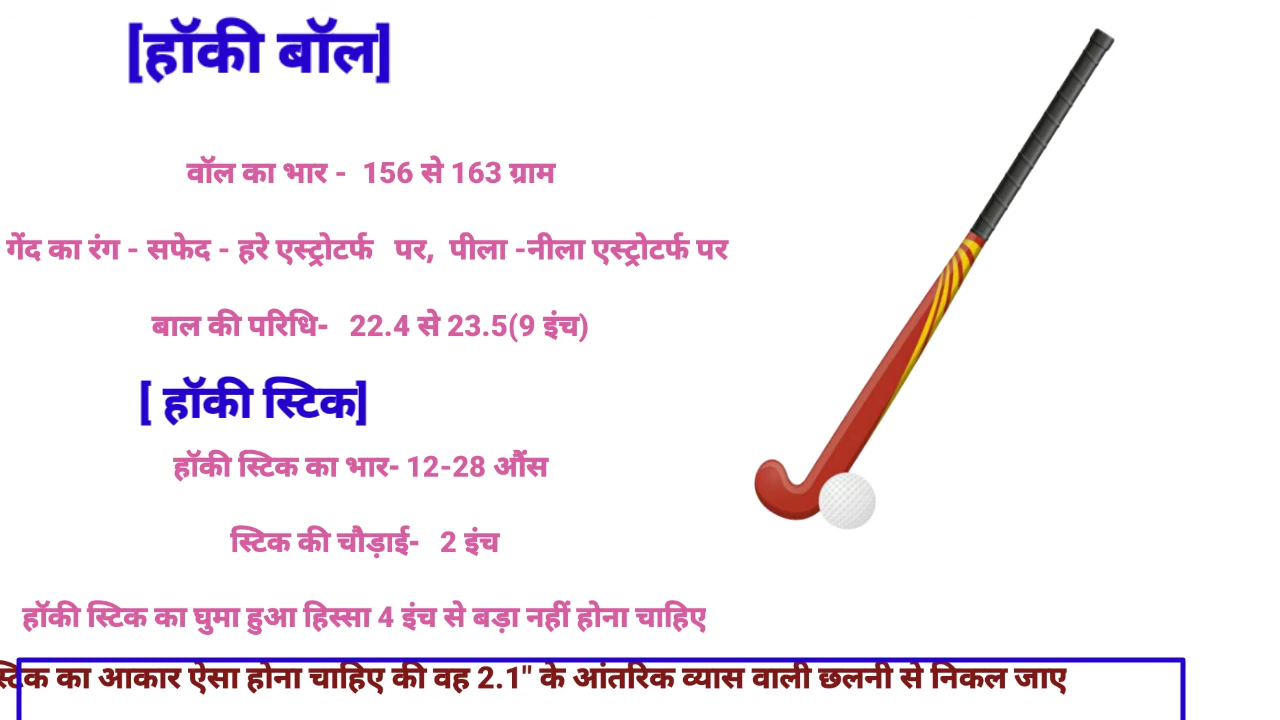 [हॉकी बॉल]
वॉल का भार - 156 से 163 ग्राम
गेंद का रंग - सफेद - हरे एस्ट्रोटर्फ पर, पीला -नीला एस्ट्रोटर्फ पर
बाल की परिधि- 22.4 से 23.5(9 इंच)
[ हॉकी स्टिक]
हॉकी स्टिक का भार- 12-28 औंस
स्टिक की चौड़ाई- 2 इंच
हॉकी स्टिक का घुमा हुआ हिस्सा 4 इंच से बड़ा नहीं होना चाहिए
का आकार ऐसा होना चाहिए की वह 2.1" के आंतरिक व्यास वाली छलनी से निकल जाए